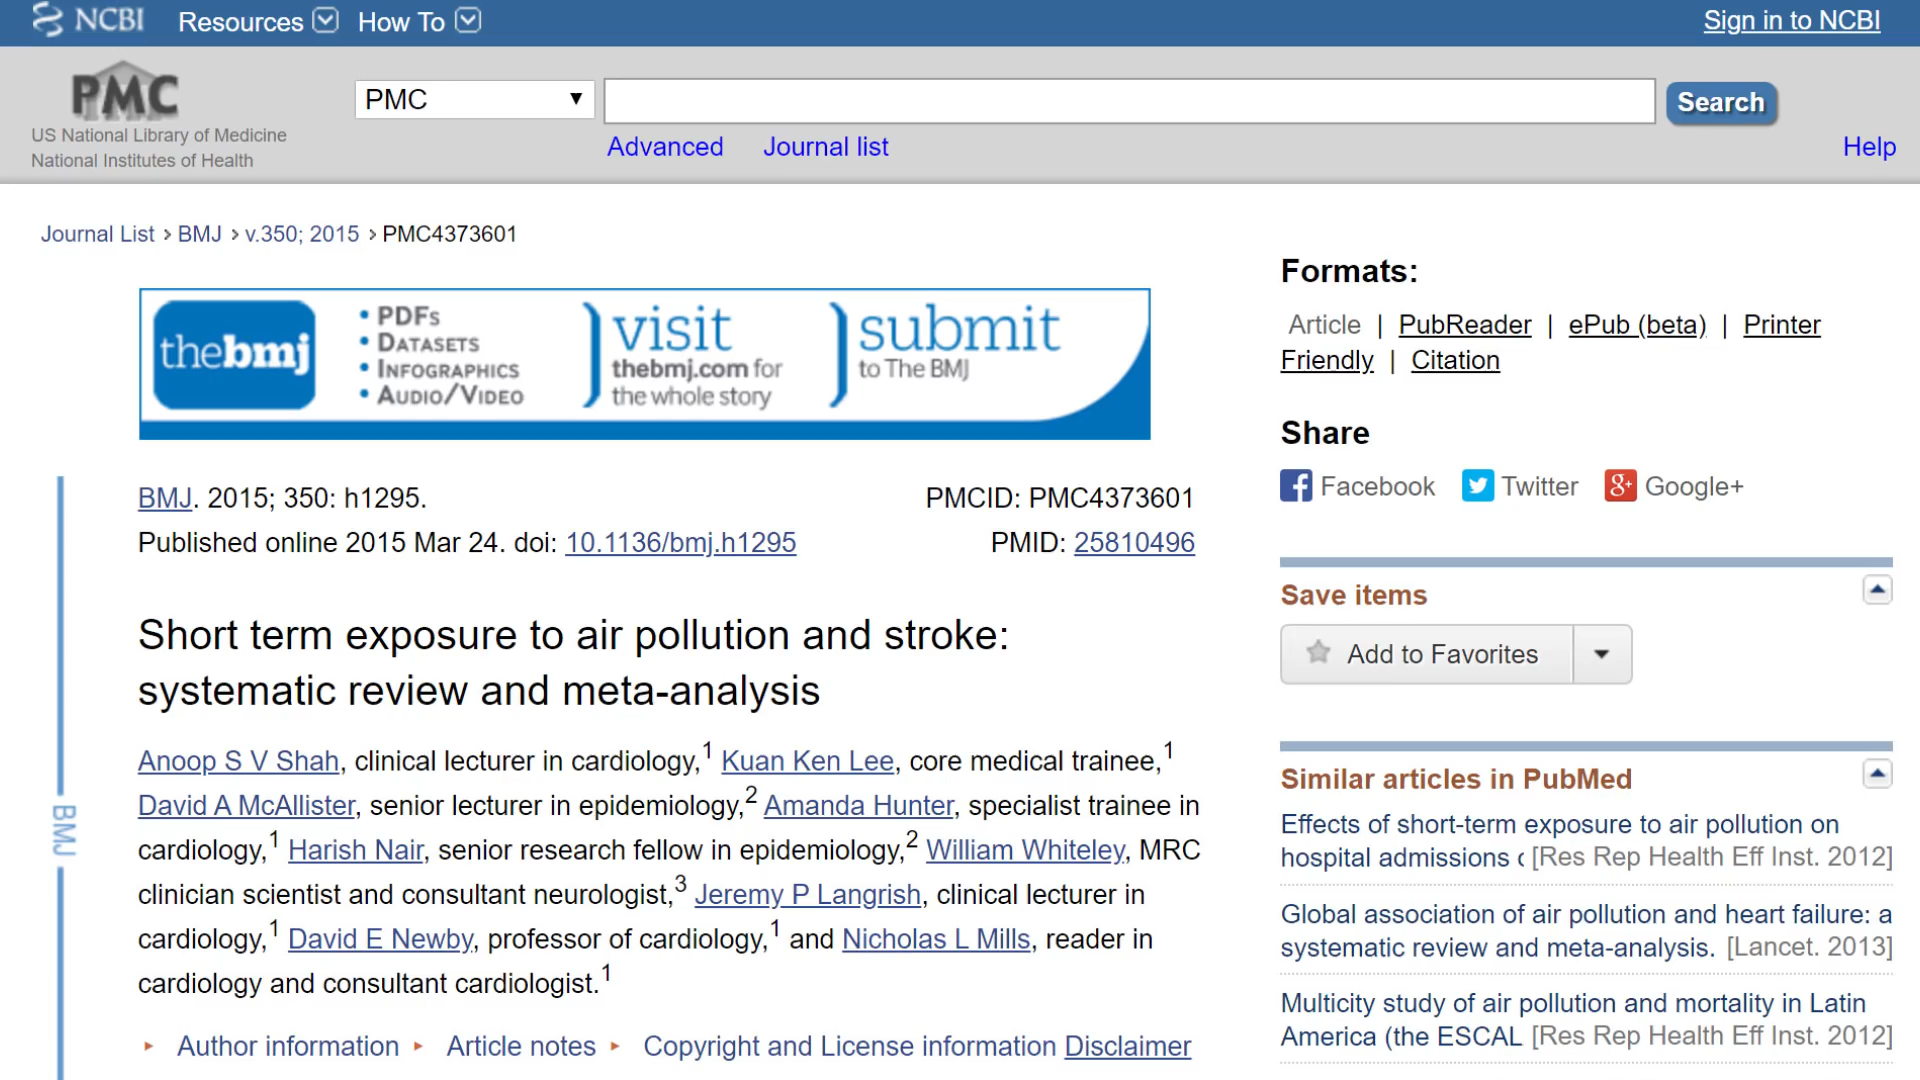 NCBI Resources How To Sign in to NCBI
PMC
US National Library of Medicine
National Institutes of Health
PMC Search
Advanced Journal list Help
Journal List › BMJ › v.350; 2015 › PMC4373601
thebmj
• PDFs
• Datasets
• Infographics
• Audio/Video
visit
thebmj.com for
the whole story
submit
to The BMJ
BMJ
BMJ. 2015; 350: h1295. PMCID: PMC4373601
Published online 2015 Mar 24. doi: 10.1136/bmj.h1295 PMID: 25810496
Short term exposure to air pollution and stroke:
systematic review and meta-analysis
Anoop S V Shah, clinical lecturer in cardiology,1 Kuan Ken Lee, core medical trainee,1
David A McAllister, senior lecturer in epidemiology,2 Amanda Hunter, specialist trainee in
cardiology,1 Harish Nair, senior research fellow in epidemiology,2 William Whiteley, MRC
clinician scientist and consultant neurologist,3 Jeremy P Langrish, clinical lecturer in
cardiology,1 David E Newby, professor of cardiology,1 and Nicholas L Mills, reader in
cardiology and consultant cardiologist.1
Author information Article notes Copyright and License information Disclaimer
Formats:
Article | PubReader | ePub (beta) | Printer
Friendly | Citation
Share
Facebook Twitter Google+
Save items
Add to Favorites
Similar articles in PubMed
Effects of short-term exposure to air pollution on
hospital admissions [Res Rep Health Eff Inst. 2012]
Global association of air pollution and heart failure: a
systematic review and meta-analysis. [Lancet. 2013]
Multicity study of air pollution and mortality in Latin
America (the ESCAL [Res Rep Health Eff Inst. 2012]